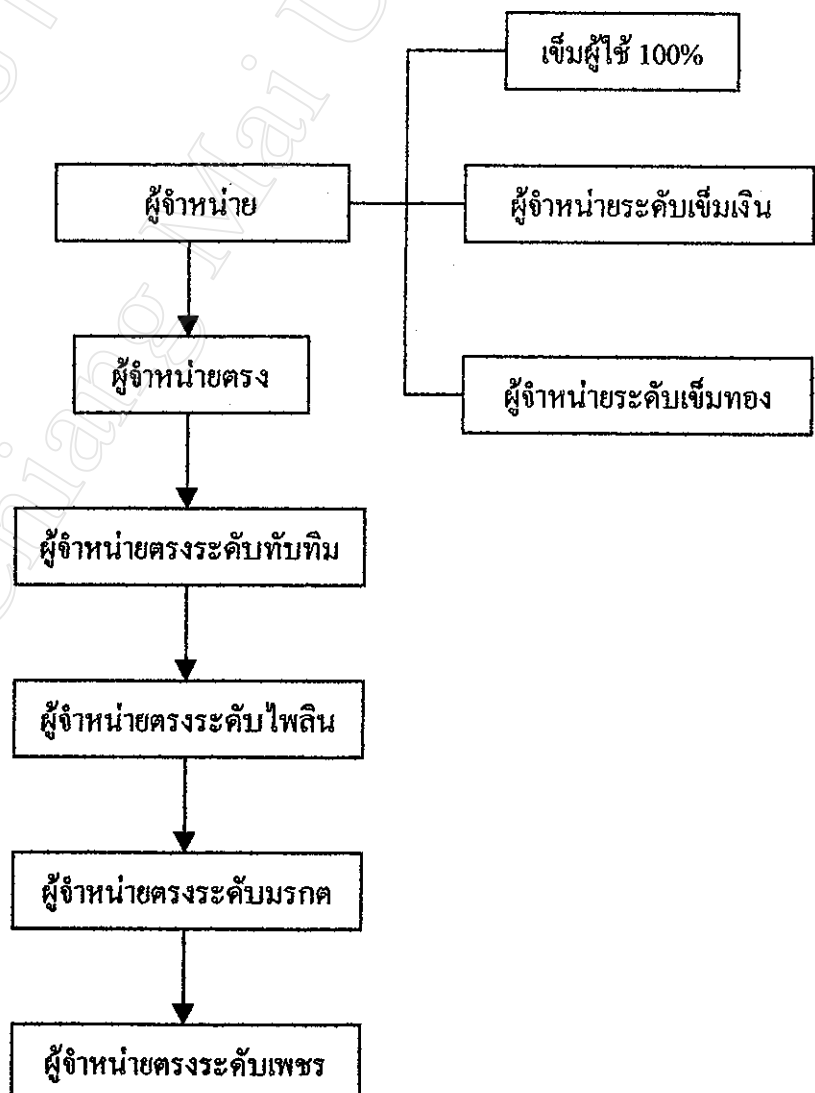 เข็มผู้ใช้ 100%
ผู้จำหน่าย
ผู้จำหน่ายระดับเข็มเงิน
ผู้จำหน่ายตรง
ผู้จำหน่ายระดับเข็มทอง
ผู้จำหน่ายตรงระดับทับทิม
ผู้จำหน่ายตรงระดับไพลิน
ผู้จำหน่ายตรงระดับมรกต
ผู้จำหน่ายตรงระดับเพชร
Chiang Mai U